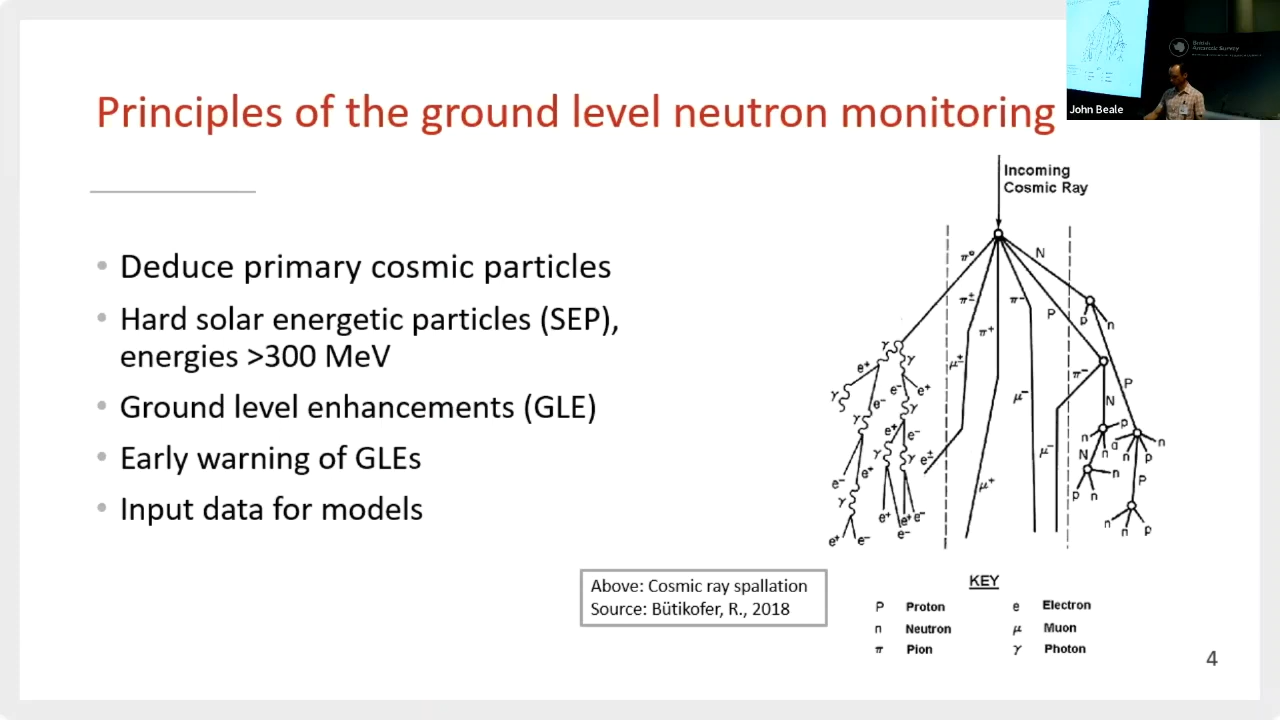 Principles of the ground level neutron monitoring
British
Antarctic Survey
John Beale
• Deduce primary cosmic particles
• Hard solar energetic particles (SEP),
energies >300 MeV
• Ground level enhancements (GLE)
• Early warning of GLEs
• Input data for models
Incoming
Cosmic Ray
π° N
π± π- P p n
π+
γ γ μ± π- P
e+ e- e+ μ- N
γ e- γ
γ e+ e- n p d n
γ γ e± μ- N n n p
e- e+ μ+ n P
γ p n
e+ e+ e- n p
e+ e- e- n
Above: Cosmic ray spallation
Source: Bütikofer, R., 2018
KEY
P Proton e Electron
n Neutron μ Muon
π Pion γ Photon
4